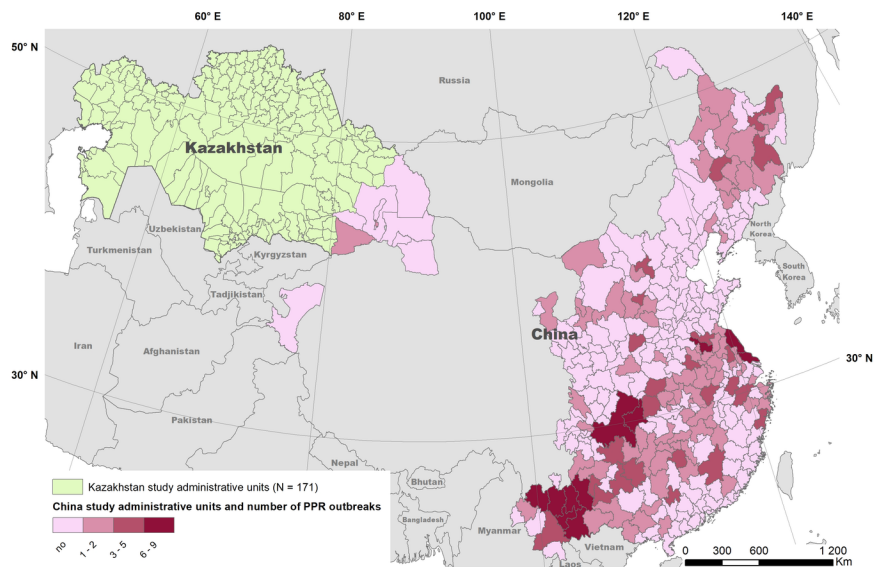 60° E 80° E 100° E 120° E 140° E
50° N
Russia
Kazakhstan
Mongolia
Uzbekistan
North
Korea
Turkmenistan
Kyrgyzstan
South
Korea
Tadjikistan
China
Iran
Afghanistan
30° N
30° N
Pakistan
Nepal
Bhutan
Bangladesh
Myanmar
Vietnam
Laos
Kazakhstan study administrative units (N = 171)
China study administrative units and number of PPR outbreaks
no
1 - 2
3 - 5
6 - 9
0 300 600 1 200
Km